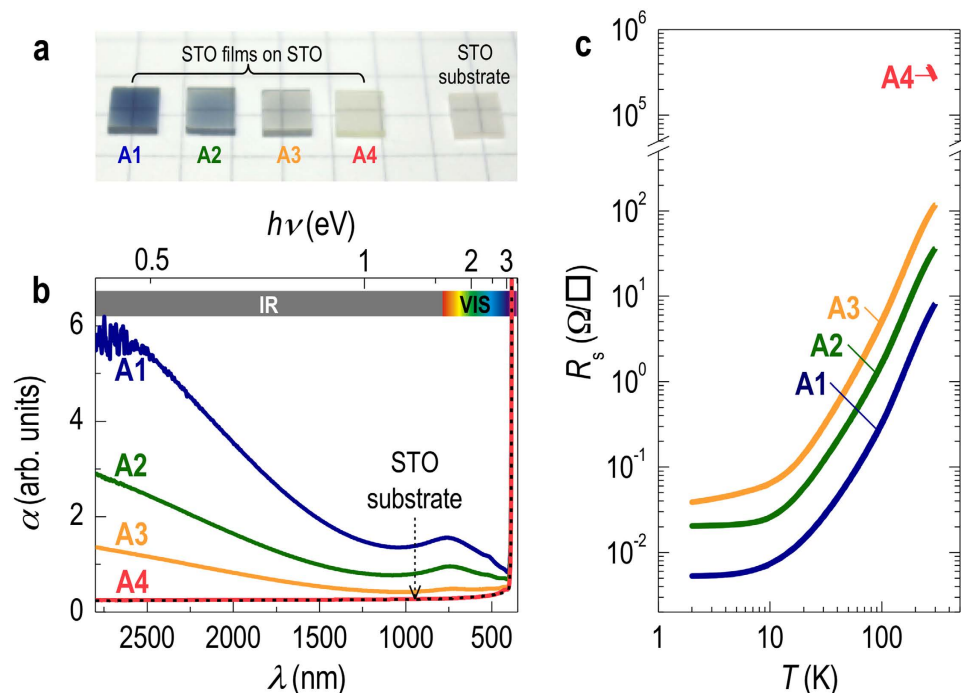 a
STO films on STO
STO
substrate
A1 A2 A3 A4
hν (eV)
0.5 1 2 3
b
IR VIS
6
4
2
0
α (arb. units)
A1
A2
A3
A4
STO
substrate
2500 2000 1500 1000 500
λ (nm)
c
10⁶
10⁵
10²
10¹
10⁰
10⁻¹
10⁻²
Rₛ (Ω/□)
A4
A3
A2
A1
1 10 100
T (K)